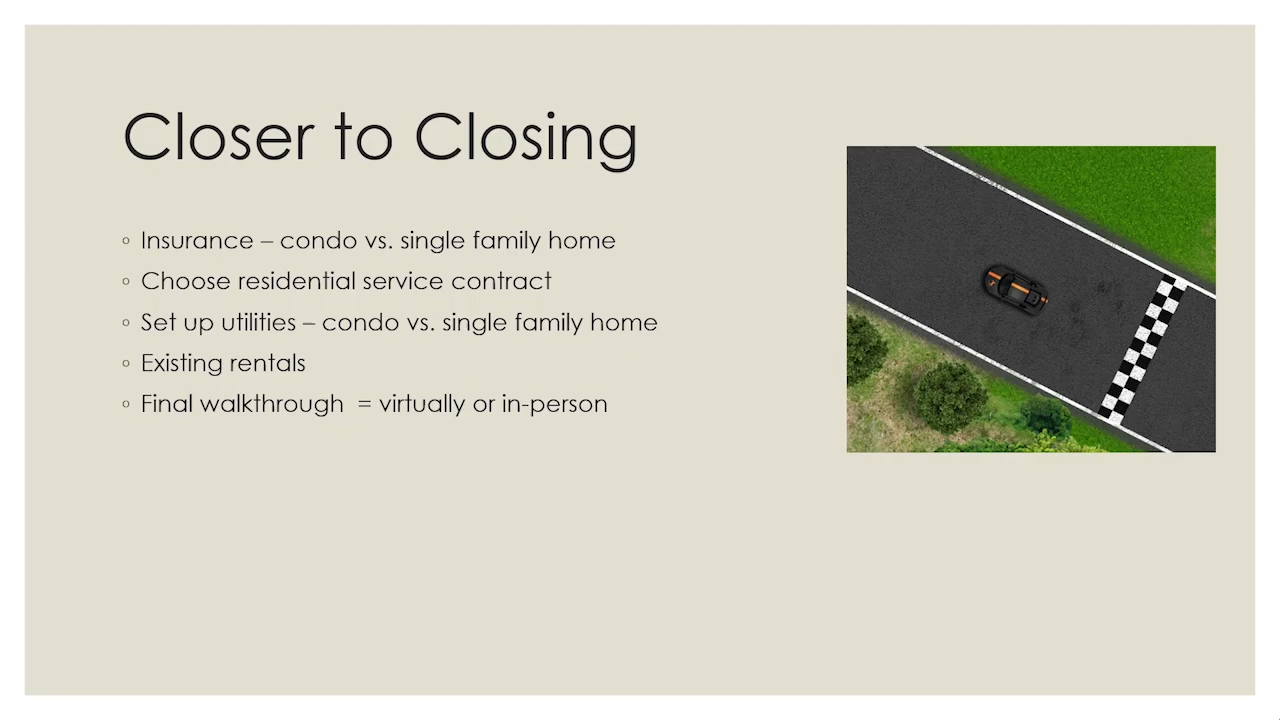 Closer to Closing
Insurance – condo vs. single family home
Choose residential service contract
Set up utilities – condo vs. single family home
Existing rentals
Final walkthrough  = virtually or in-person